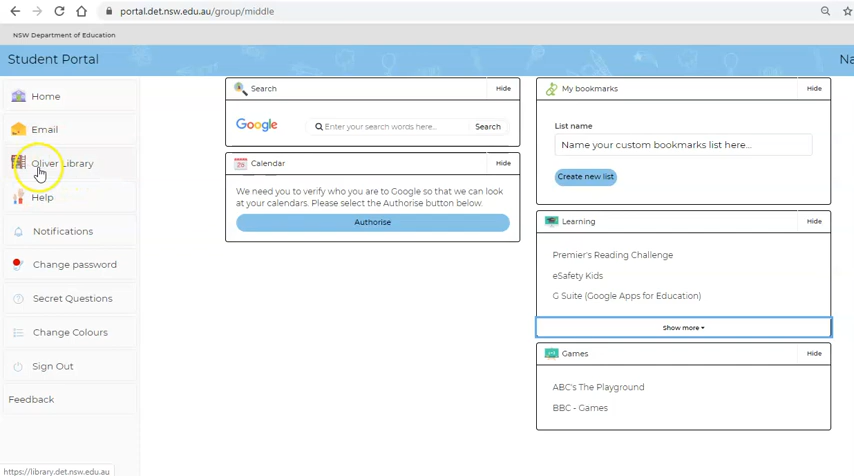 portal.det.nsw.edu.au/group/middle
NSW Department of Education
Student Portal
Na
Home
Email
Oliver Library
Help
Notifications
Change password
Secret Questions
Change Colours
Sign Out
Feedback
Search
Hide
Google
Enter your search words here...
Search
Calendar
Hide
We need to verify who you are to Google so that we can look
at your calendars. Please select the Authorise button below.
Authorise
My bookmarks
Hide
List name
Name your custom bookmarks list here...
Create new list
Learning
Hide
Premier's Reading Challenge
eSafety Kids
G Suite (Google Apps for Education)
Show more
Games
Hide
ABC's The Playground
BBC - Games
https://library.det.nsw.edu.au